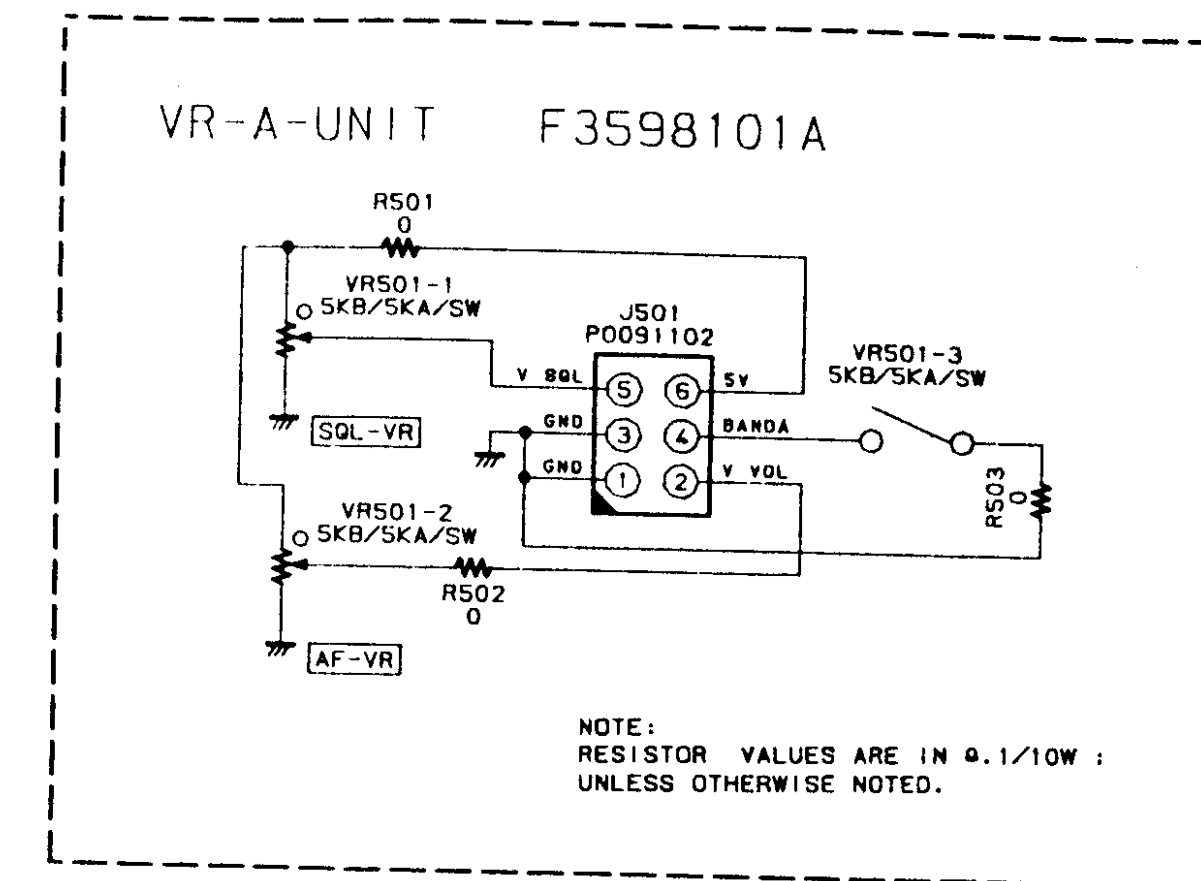 VR-A-UNIT F3598101A
R501
0
VR501-1
5KB/5KA/SW
J501
P0091102
VR501-3
5KB/5KA/SW
V SQL
5
6
5V
GND
3
4
BANDA
SQL-VR
GND
1
2
V VOL
R503
0
VR501-2
5KB/5KA/SW
R502
0
AF-VR
NOTE:
RESISTOR VALUES ARE IN Ω.1/10W :
UNLESS OTHERWISE NOTED.